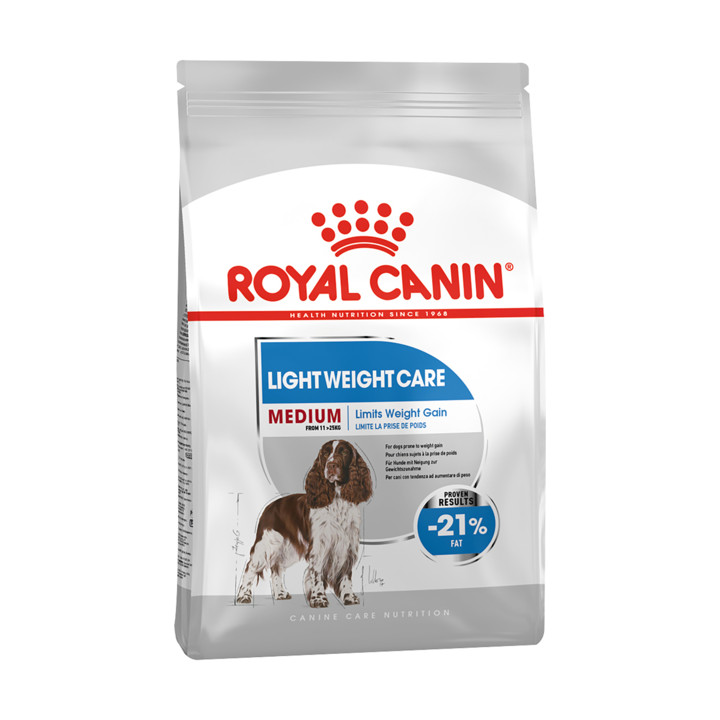 ROYAL CANIN®
HEALTH NUTRITION SINCE 1968
LIGHT WEIGHT CARE
MEDIUM
FROM 11 > 25KG
Limits Weight Gain
LIMITE LA PRISE DE POIDS
For dogs prone to weight gain
Pour chiens sujets à la prise de poids
Für Hunde mit Neigung zur
Gewichtszunahme
Per cani con tendenza ad aumentare di peso
PROVEN
RESULTS
-21%
FAT
CANINE CARE NUTRITION